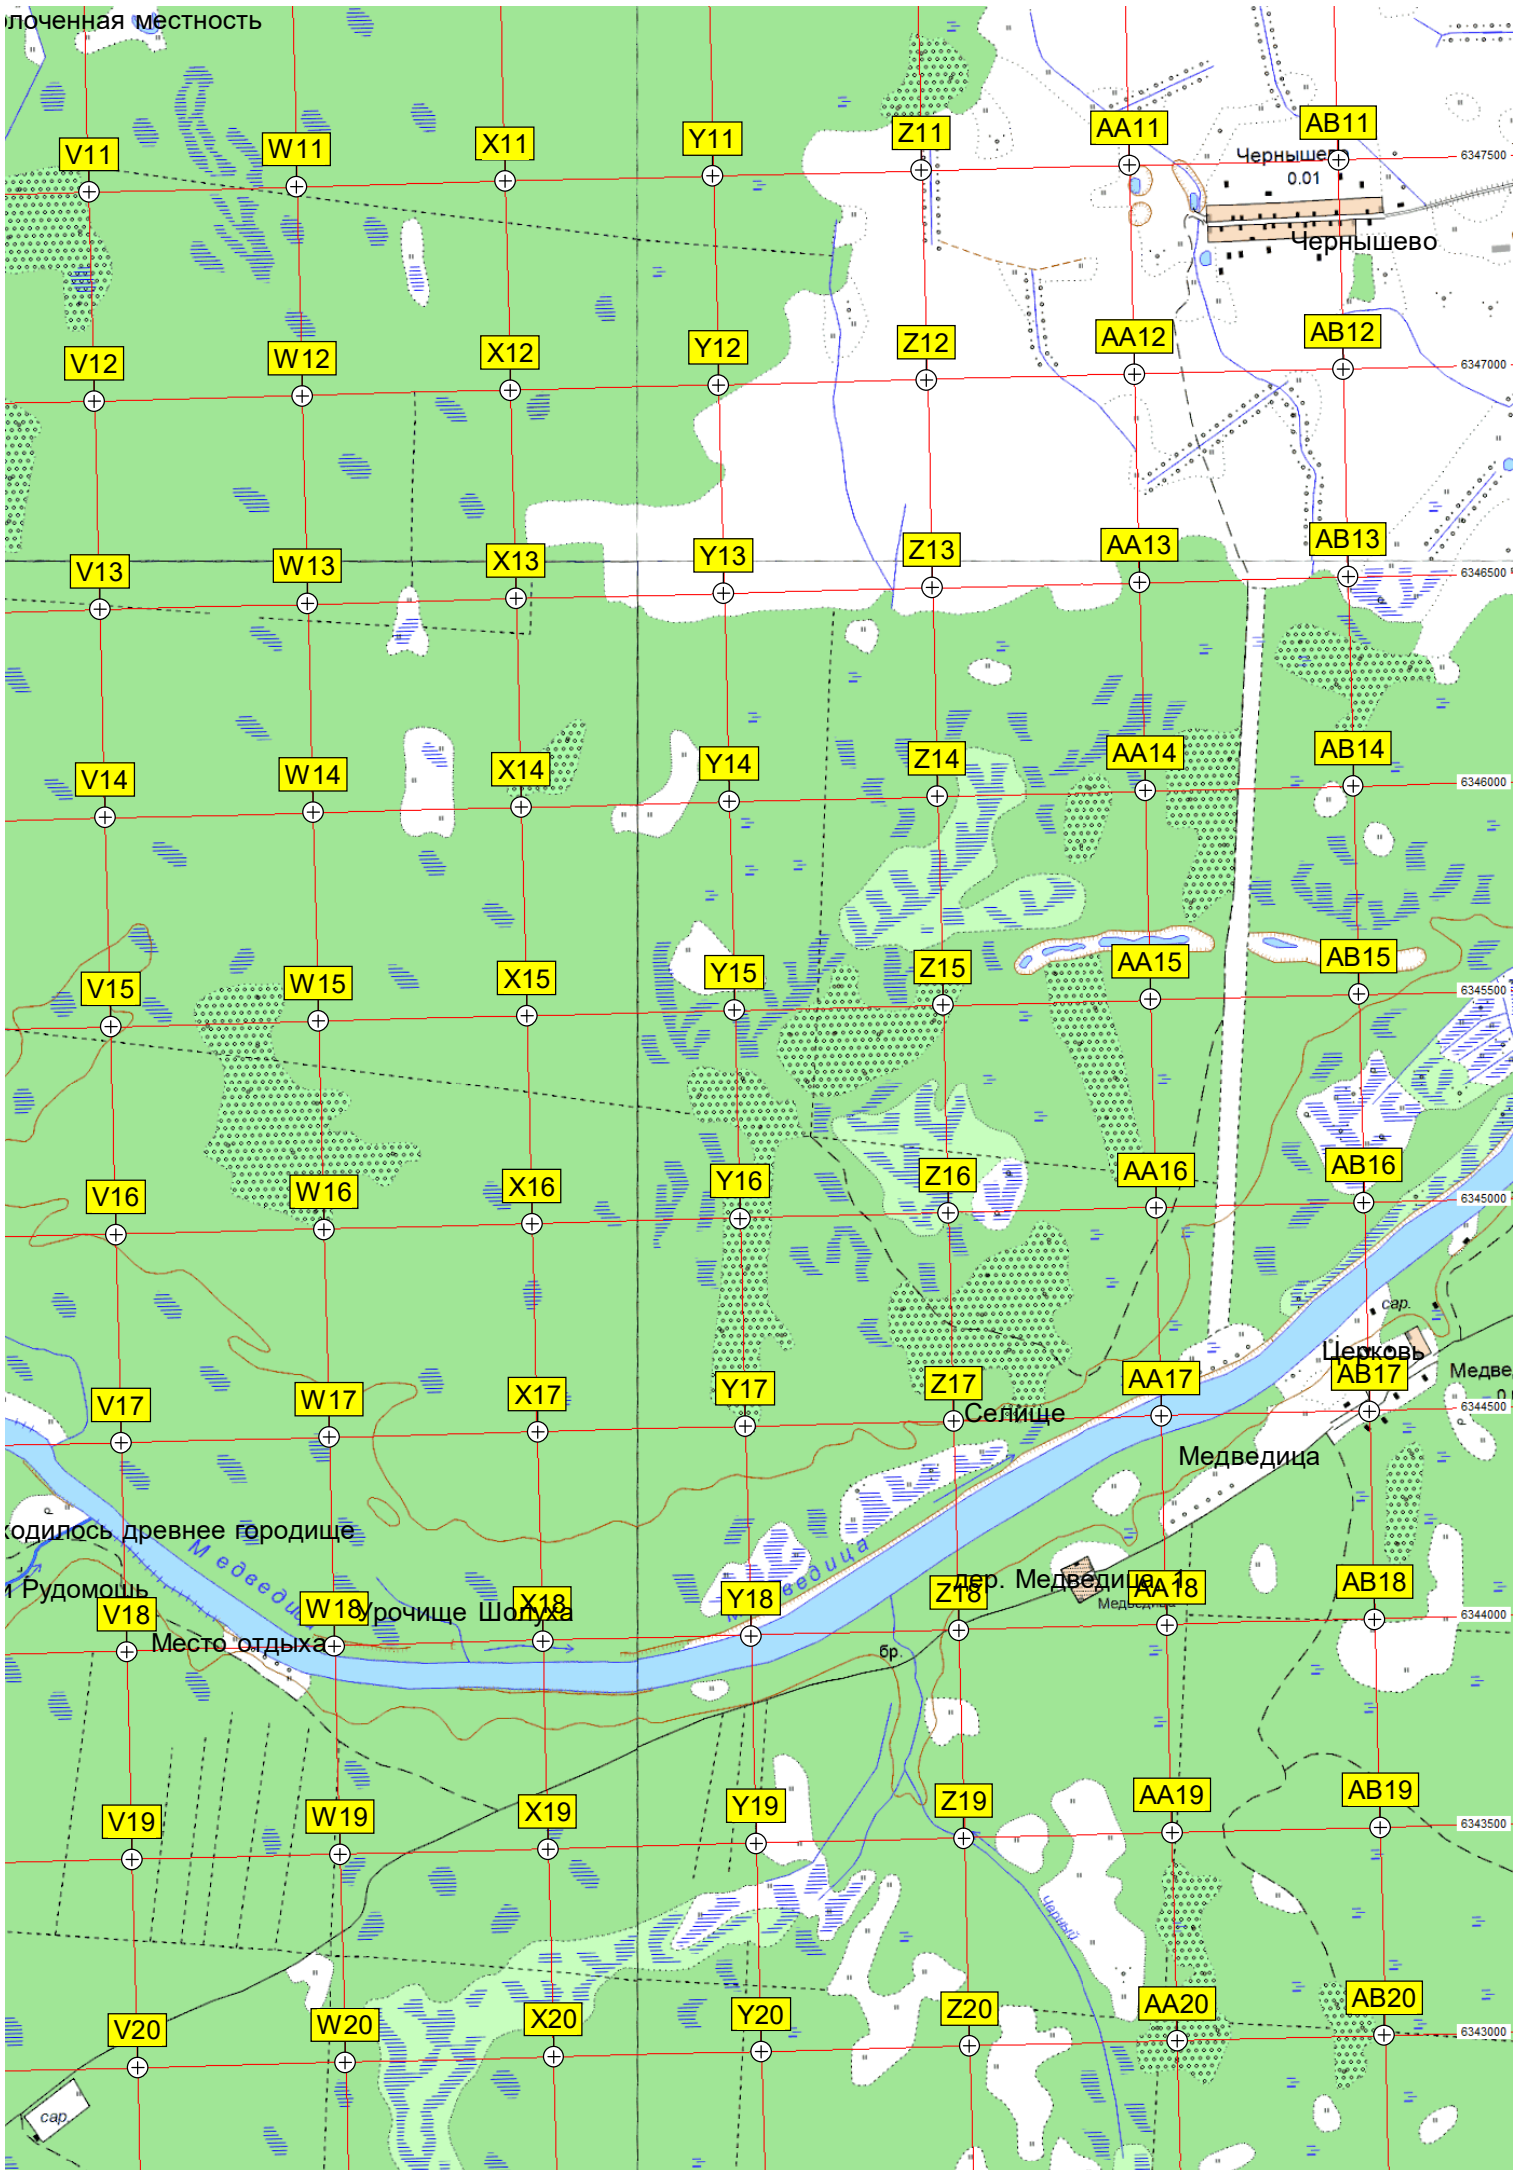 лоченная местность
V11 W11 X11 Y11 Z11 AA11 AB11
6347500
0.01
Чернышево
V12 W12 X12 Y12 Z12 AA12 AB12
6347000
V13 W13 X13 Y13 Z13 AA13 AB13
6346500
V14 W14 X14 Y14 Z14 AA14 AB14
6346000
V15 W15 X15 Y15 Z15 AA15 AB15
6345500
V16 W16 X16 Y16 Z16 AA16 AB16
6345000
сар.
Церковь
Медве
V17 W17 X17 Y17 Z17 AA17 AB17
6344500
Селище
Медведица
ходилось древнее городище
Медведица
и Рудомошь
дер. Медведица, 1
V18 W18 X18 Y18 Z18 AA18 AB18
6344000
Урочище Шолуха
Место отдыха
бр.
V19 W19 X19 Y19 Z19 AA19 AB19
6343500
Черный
V20 W20 X20 Y20 Z20 AA20 AB20
6343000
сар.